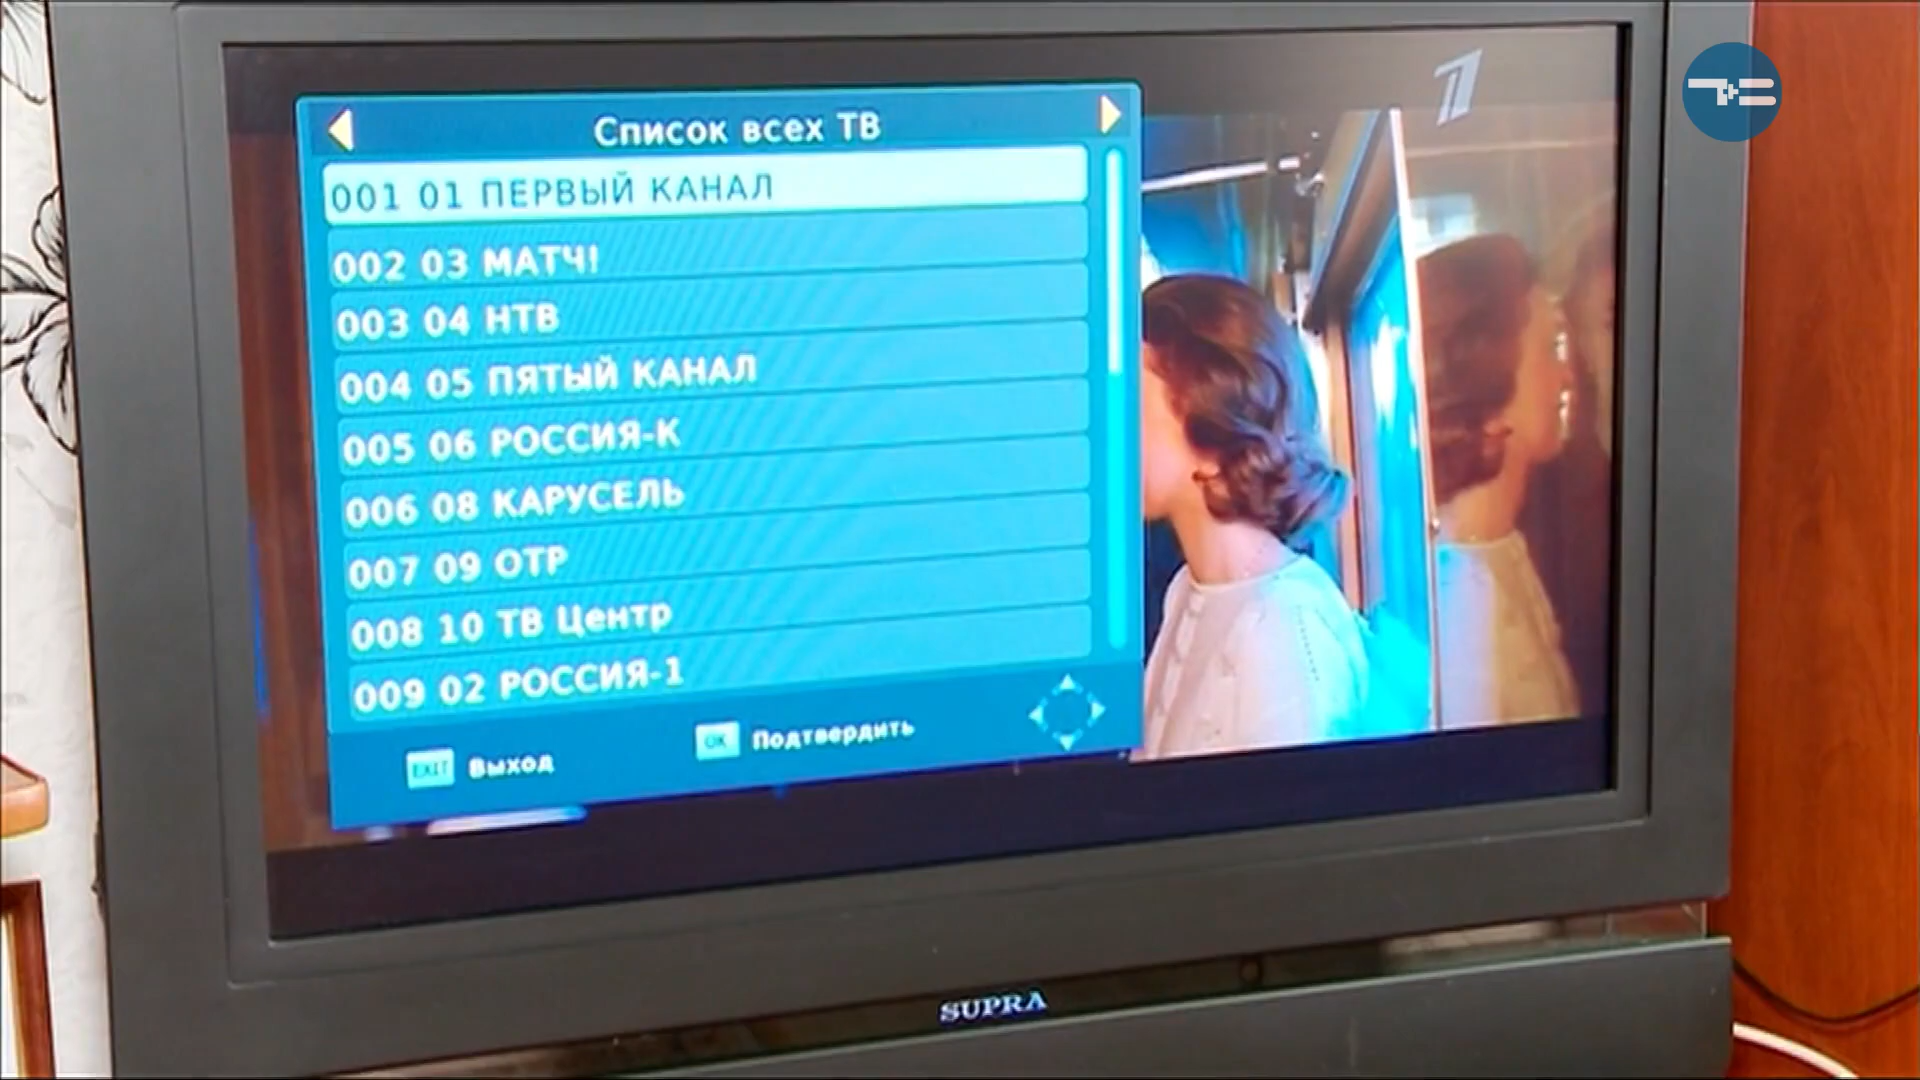 Список всех ТВ
001 01 ПЕРВЫЙ КАНАЛ
002 03 МАТЧ!
003 04 НТВ
004 05 ПЯТЫЙ КАНАЛ
005 06 РОССИЯ-К
006 08 КАРУСЕЛЬ
007 09 ОТР
008 10 ТВ Центр
009 02 РОССИЯ-1
EXIT Выход
OK Подтвердить
SUPRA